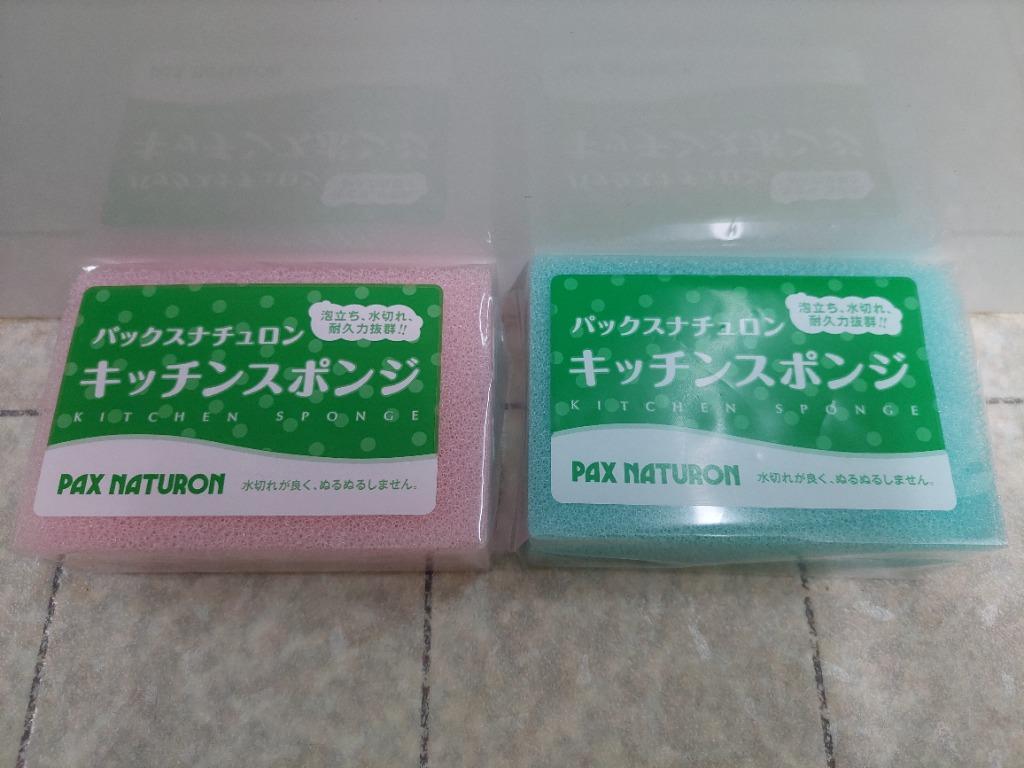 泡立ち、水切れ、
耐久力抜群!!
パックスナチュロン
キッチンスポンジ
KITCHEN SPONGE
PAX NATURON
水切れが良く、ぬるぬるしません。
泡立ち、水切れ、
耐久力抜群!!
パックスナチュロン
キッチンスポンジ
KITCHEN SPONGE
PAX NATURON
水切れが良く、ぬるぬるしません。